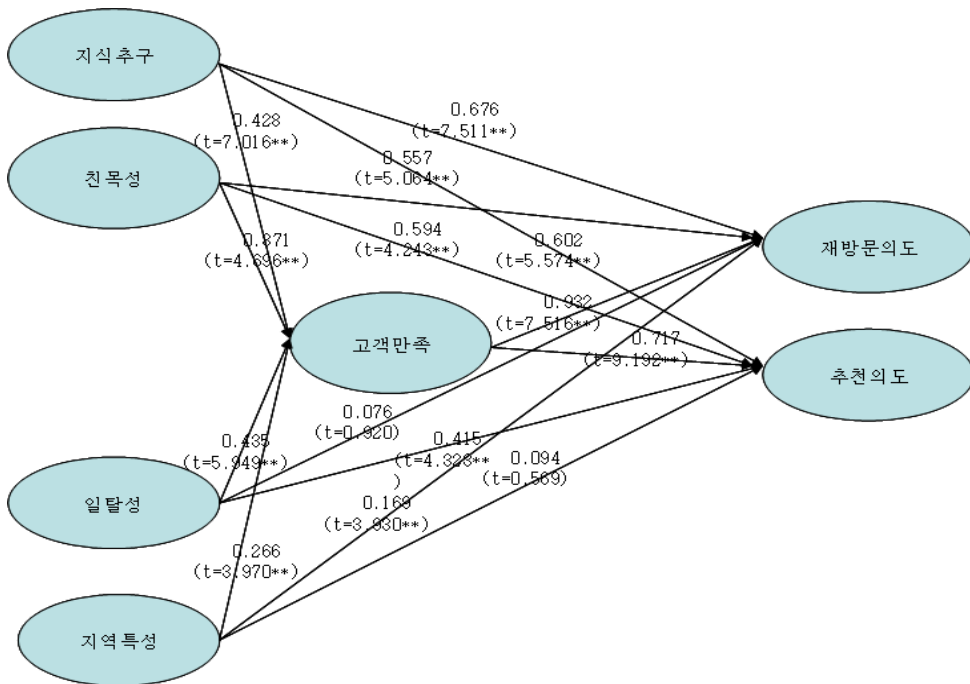 지식추구
0.676
(t=7.511**)
0.428
(t=7.016**)
0.557
(t=5.064**)
친목성
0.594
(t=4.243**)
0.602
(t=5.574**)
0.371
(t=4.696**)
재방문의도
0.932
(t=7.516**)
고객만족
0.717
(t=9.192**)
추천의도
0.076
(t=0.920)
0.435
(t=5.949**)
0.415
(t=4.323**
)
0.094
(t=0.569)
일탈성
0.169
(t=3.930**)
0.266
(t=3.970**)
지역특성